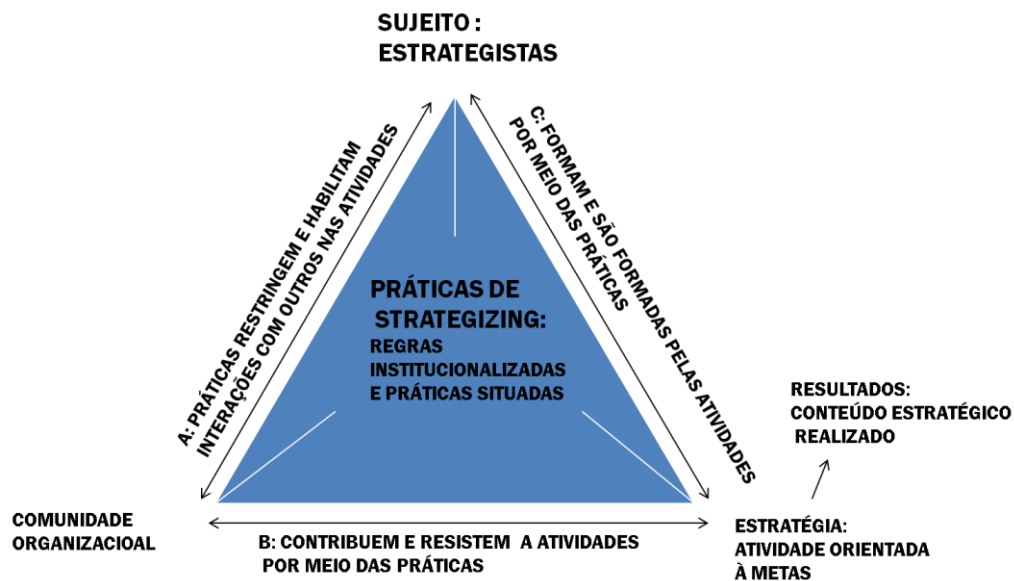 SUJEITO :
ESTRATEGISTAS
A: PRÁTICAS RESTRINGEM E HABILITAM
INTERAÇÕES COM OUTROS NAS ATIVIDADES
C: FORMAM E SÃO FORMADAS PELAS ATIVIDADES
POR MEIO DAS PRÁTICAS
PRÁTICAS DE
STRATEGIZING:
REGRAS
INSTITUCIONALIZADAS
E PRÁTICAS SITUADAS
RESULTADOS:
CONTEÚDO ESTRATÉGICO
REALIZADO
COMUNIDADE
ORGANIZACIOAL
B: CONTRIBUEM E RESISTEM A ATIVIDADES
POR MEIO DAS PRÁTICAS
ESTRATÉGIA:
ATIVIDADE ORIENTADA
À METAS